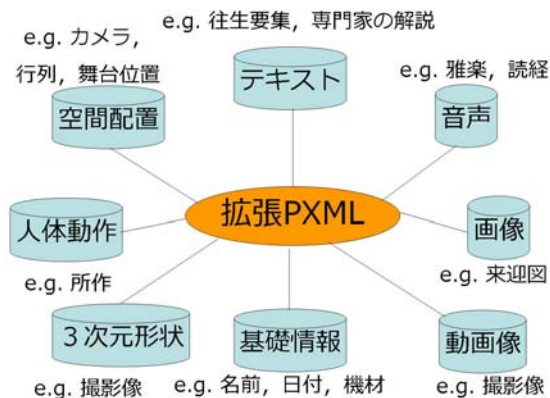 e.g. カメラ,
行列, 舞台位置
空間配置
e.g. 往生要集, 専門家の解説
テキスト
e.g. 雅楽, 読経
音声
人体動作
e.g. 所作
拡張PXML
画像
e.g. 来迎図
3次元形状
e.g. 撮影像
基礎情報
e.g. 名前, 日付, 機材
動画像
e.g. 撮影像